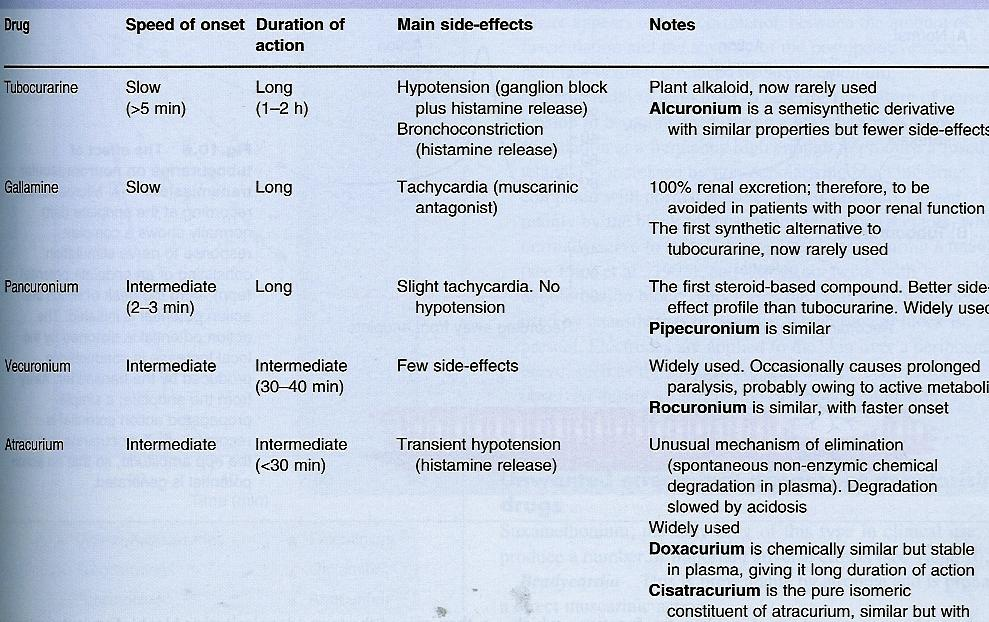 Drug Speed of onset Duration of action Main side-effects Notes
Tubocurarine Slow Long Hypotension (ganglion block Plant alkaloid, now rarely used
(>5 min) (1–2 h) plus histamine release) Alcuronium is a semisynthetic derivative
Bronchoconstriction with similar properties but fewer side-effects
(histamine release)
Gallamine Slow Long Tachycardia (muscarinic 100% renal excretion; therefore, to be
antagonist) avoided in patients with poor renal function
The first synthetic alternative to
tubocurarine, now rarely used
Pancuronium Intermediate Long Slight tachycardia. No The first steroid-based compound. Better side-
(2–3 min) hypotension effect profile than tubocurarine. Widely used
Pipecuronium is similar
Vecuronium Intermediate Intermediate Few side-effects Widely used. Occasionally causes prolonged
(30–40 min) paralysis, probably owing to active metaboli
Rocuronium is similar, with faster onset
Atracurium Intermediate Intermediate Transient hypotension Unusual mechanism of elimination
(<30 min) (histamine release) (spontaneous non-enzymic chemical
degradation in plasma). Degradation
slowed by acidosis
Widely used
Doxacurium is chemically similar but stable
in plasma, giving it long duration of action
Cisatracurium is the pure isomeric
constituent of atracurium, similar but with